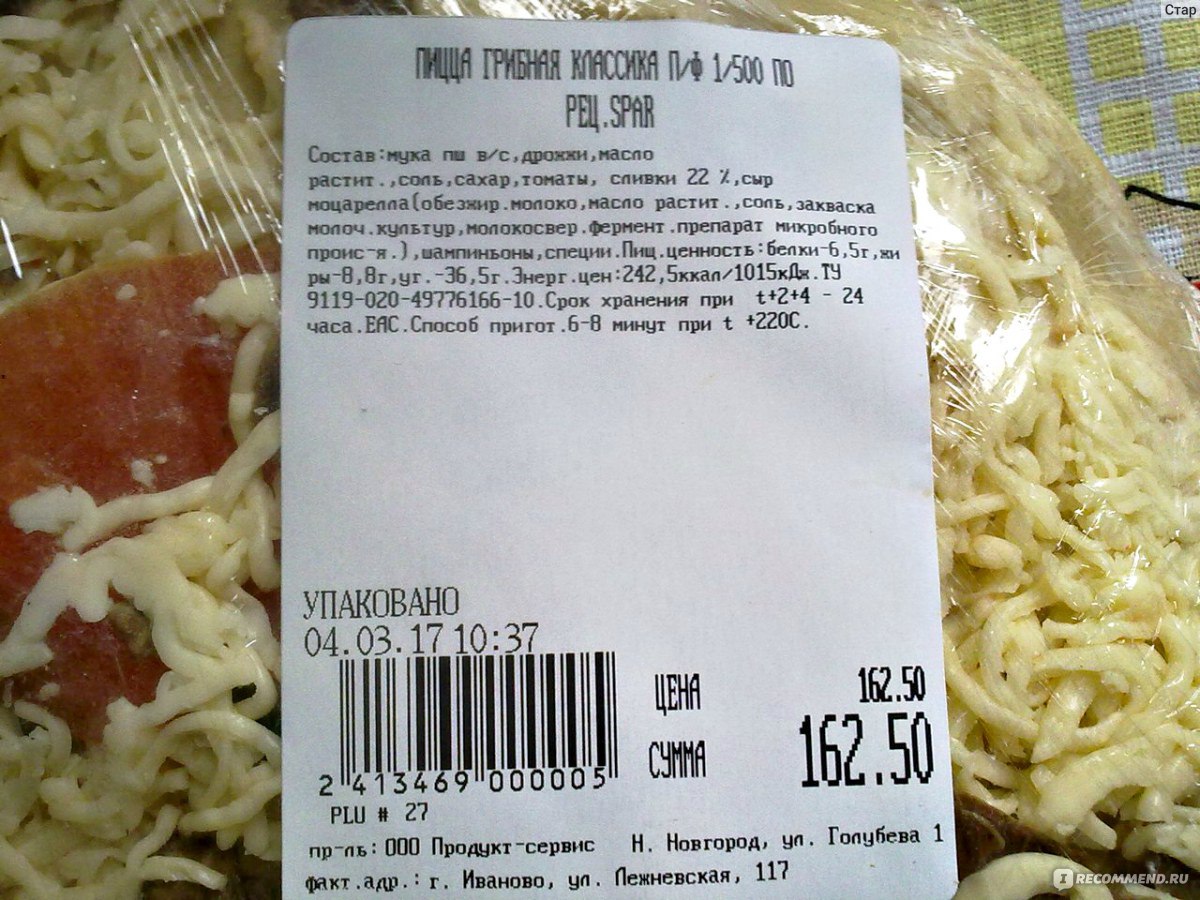 Стар
ПИЦЦА ГРИБНАЯ КЛАССИКА П/Ф 1/500 ПО
РЕЦ.SPAR
Состав:мука пш в/с,дрожжи,масло
растит.,соль,сахар,томаты, сливки 22 %,сыр
моцарелла(обезжир.молоко,масло растит.,соль,закваска
молоч.культур,молокосвер.фермент.препарат микробного
проис-я.),шампиньоны,специи.Пищ.ценность:белки-6,5г,жи
ры-8,8г,уг.-36,5г.Энерг.цен:242,5ккал/1015кДж.ТУ
9119-020-49776166-10.Срок хранения при t+2+4 - 24
часа.ЕАС.Способ пригот.6-8 минут при t +220С.
УПАКОВАНО
04.03.17 10:37
ЦЕНА 162.50
СУММА 162.50
2 413469 000005
PLU # 27
пр-ль: ООО Продукт-сервис Н. Новгород, ул. Голубева 1
факт.адр.: г. Иваново, ул. Лежневская, 117
IRECOMMEND.RU